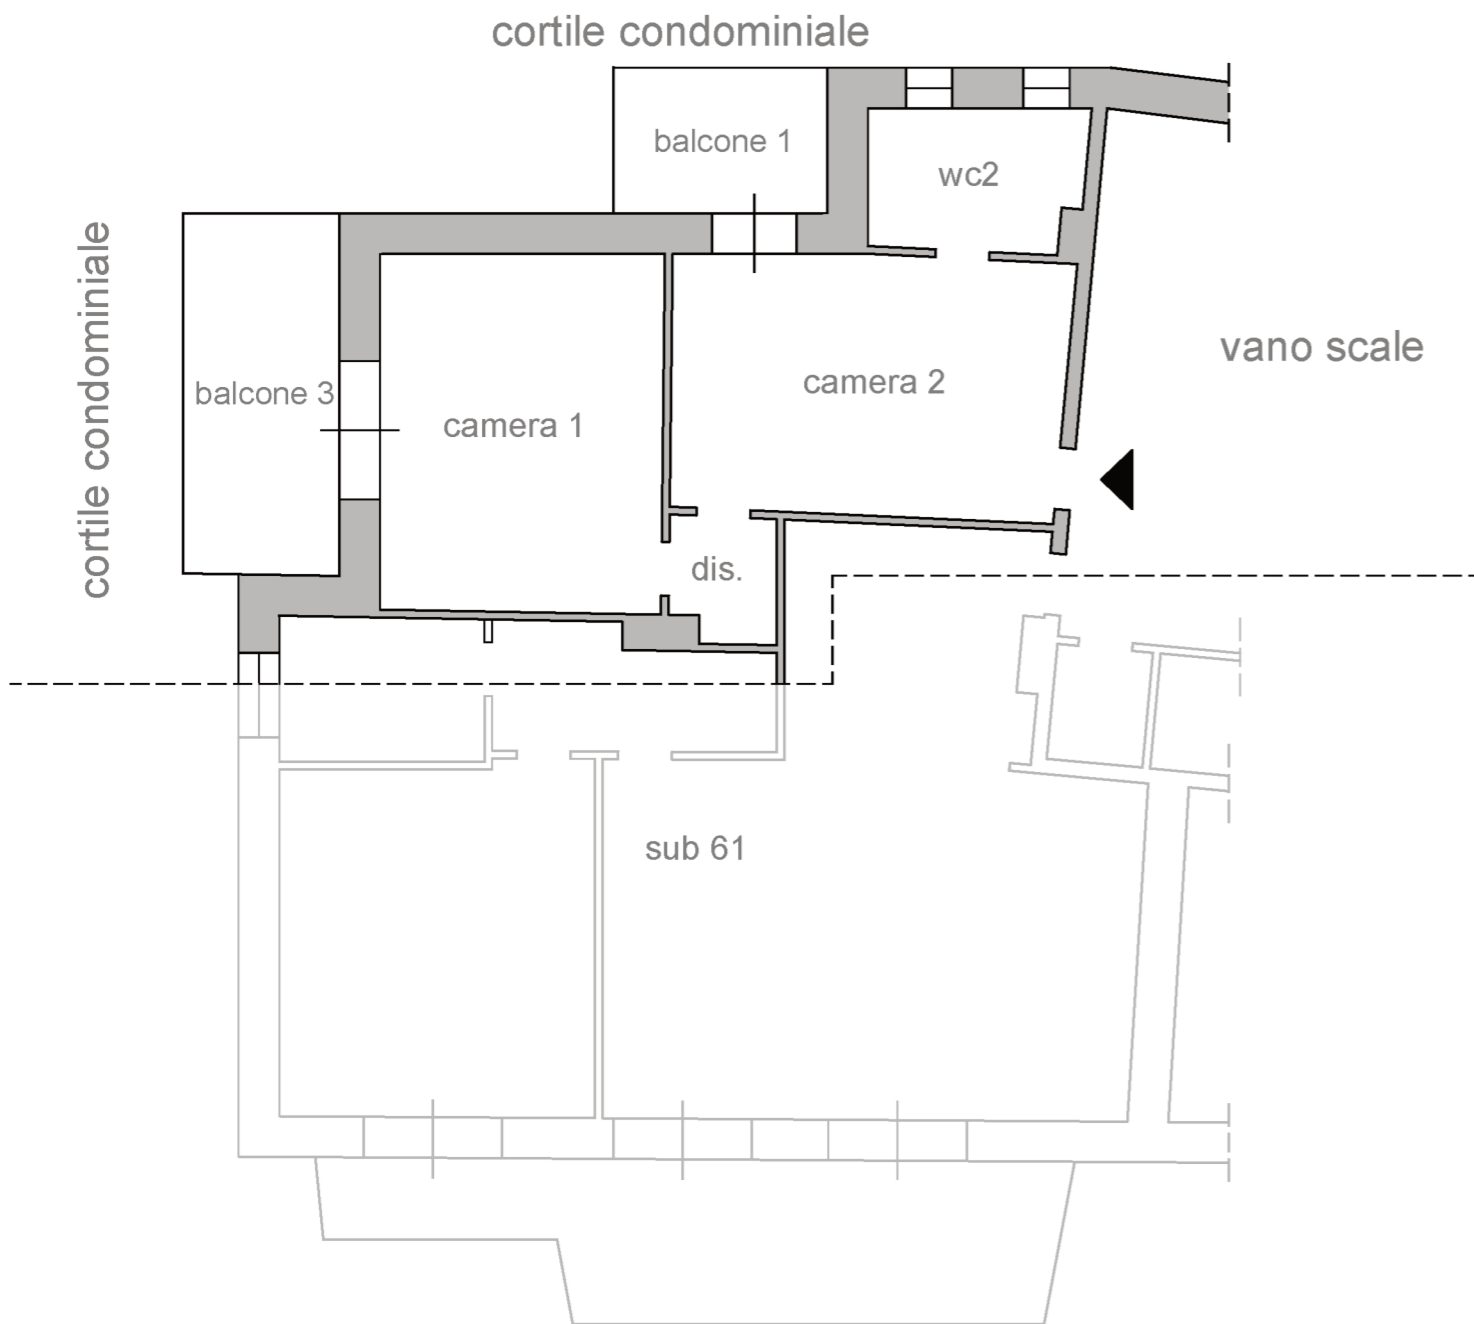 cortile condominiale
balcone 1
wc2
cortile condominiale
vano scale
balcone 3
camera 2
camera 1
dis.
sub 61